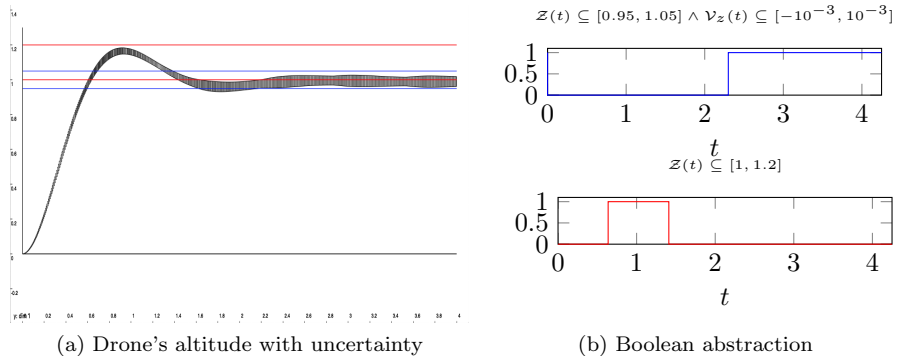 1.4
1.2
1.0
0.8
0.6
0.4
0.2
0
-0.2
0.2 0.4 0.6 0.8 1 1.2 1.4 1.6 1.8 2 2.2 2.4 2.6 2.8 3 3.2 3.4 3.6 3.8 4
(a) Drone's altitude with uncertainty
𝒵(t) ⊆ [0.95, 1.05] ∧ 𝒱_z(t) ⊆ [−10⁻³, 10⁻³]
1
0.5
0
0 1 2 3 4
t
𝒵(t) ⊆ [1, 1.2]
1
0.5
0
0 1 2 3 4
t
(b) Boolean abstraction